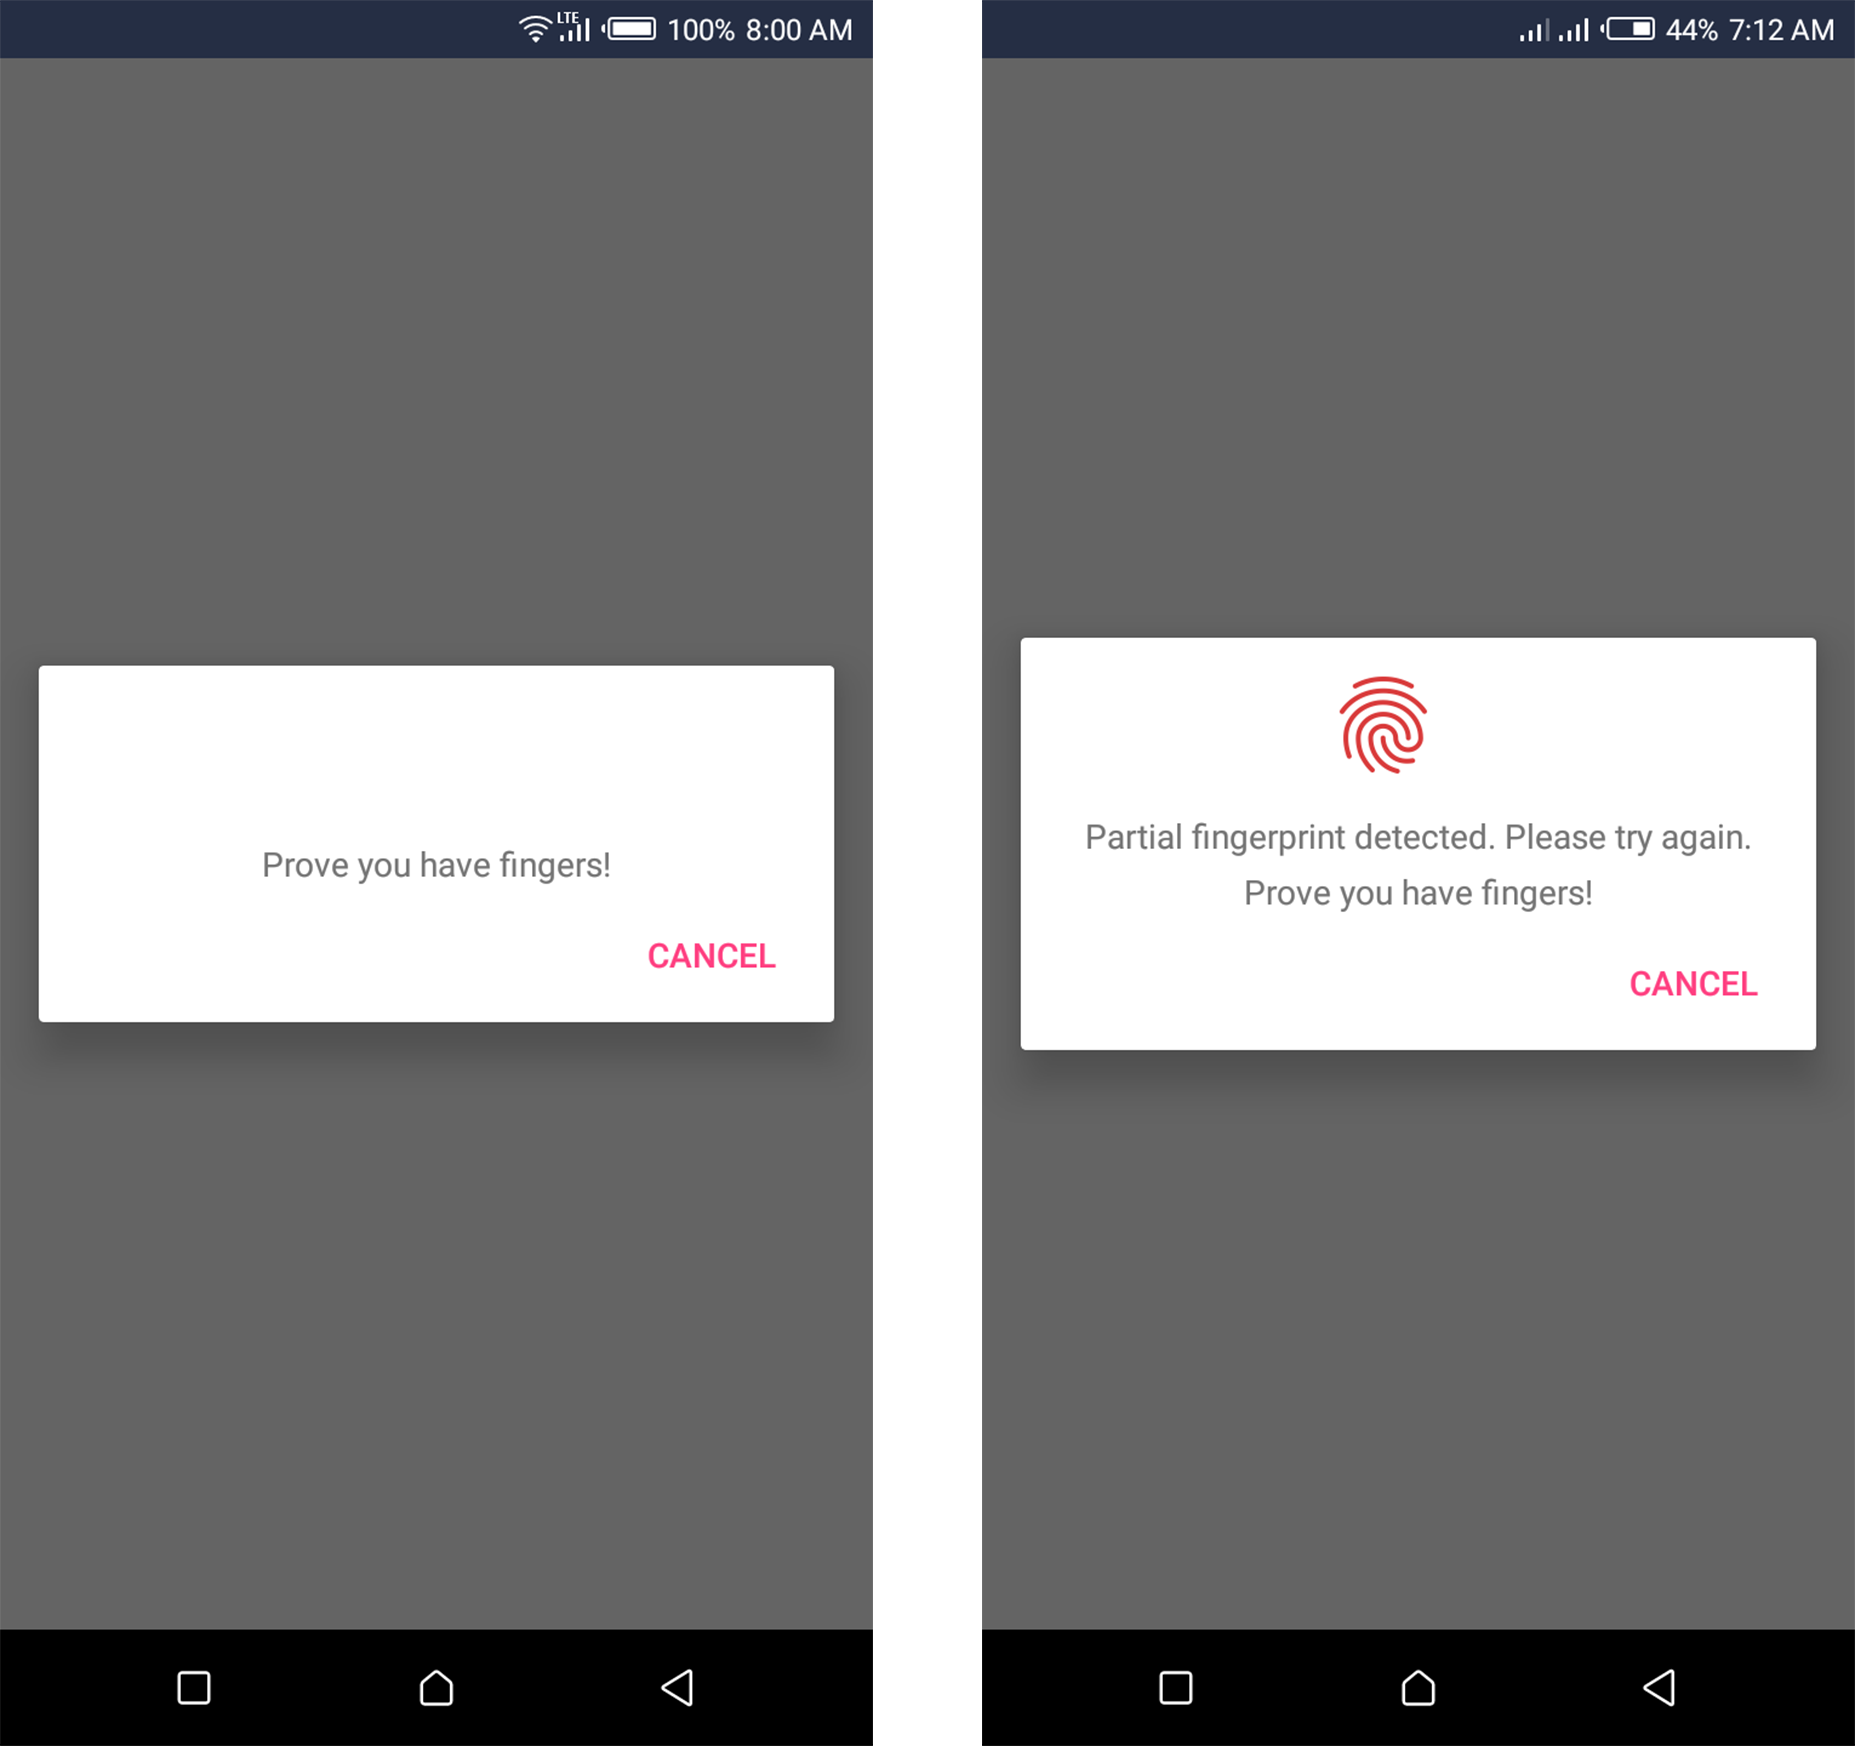 LTE 100% 8:00 AM
Prove you have fingers!
CANCEL
44% 7:12 AM
Partial fingerprint detected. Please try again.
Prove you have fingers!
CANCEL